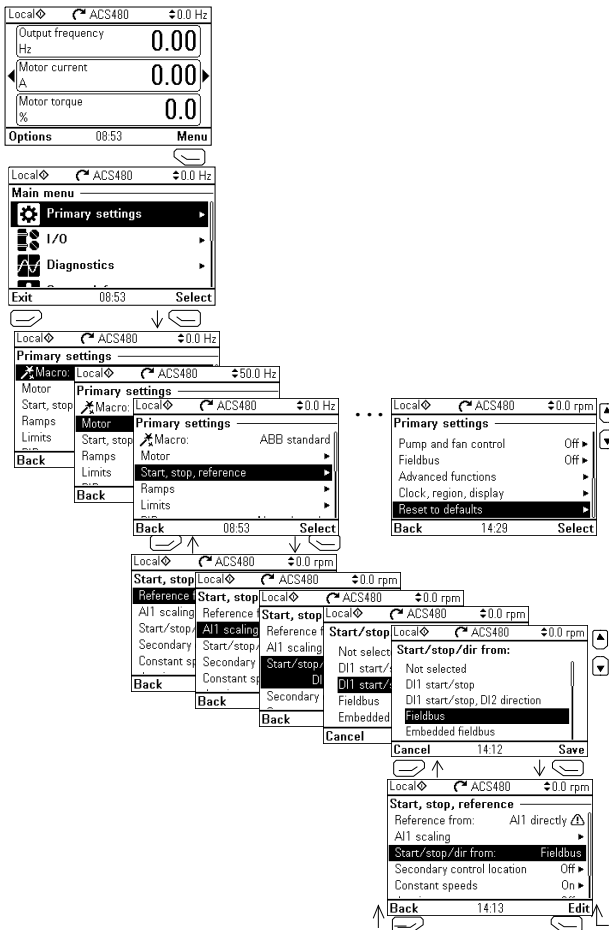 Local ACS480 0.0 Hz
Output frequency
Hz
0.00
Motor current
A
0.00
Motor torque
%
0.0
Options 08:53 Menu
Local ACS480 0.0 Hz
Main menu
Primary settings
I/O
Diagnostics
Exit 08:53 Select
Local ACS480 0.0 Hz
Primary settings
Macro:
Motor
Start, stop
Ramps
Limits
Back
Local ACS480 50.0 Hz
Primary settings
Macro:
Motor
Start, stop
Ramps
Limits
Back
Local ACS480 0.0 Hz
Primary settings
Macro: ABB standard
Motor
Start, stop, reference
Ramps
Limits
Back 08:53 Select
...
Local ACS480 0.0 rpm
Primary settings
Pump and fan control Off
Fieldbus Off
Advanced functions
Clock, region, display
Reset to defaults
Back 14:29 Select
Local ACS480 0.0 rpm
Start, stop
Reference f
AI1 scaling
Start/stop/
Secondary
Constant sp
Back
Local ACS480 0.0 rpm
Start, stop
Reference f
AI1 scaling
Start/stop/
Secondary
Constant sp
Back
Local ACS480 0.0 rpm
Start, stop
Reference f
AI1 scaling
Start/stop/
DI
Secondary
Back
Local ACS480 0.0 rpm
Start/stop
Not select
DI1 start/s
DI1 start/s
Fieldbus
Embedded
Cancel
Local ACS480 0.0 rpm
Start/stop/dir from:
Not selected
DI1 start/stop
DI1 start/stop, DI2 direction
Fieldbus
Embedded fieldbus
Cancel 14:12 Save
Local ACS480 0.0 rpm
Start, stop, reference
Reference from: AI1 directly
AI1 scaling
Start/stop/dir from: Fieldbus
Secondary control location Off
Constant speeds On
Back 14:13 Edit